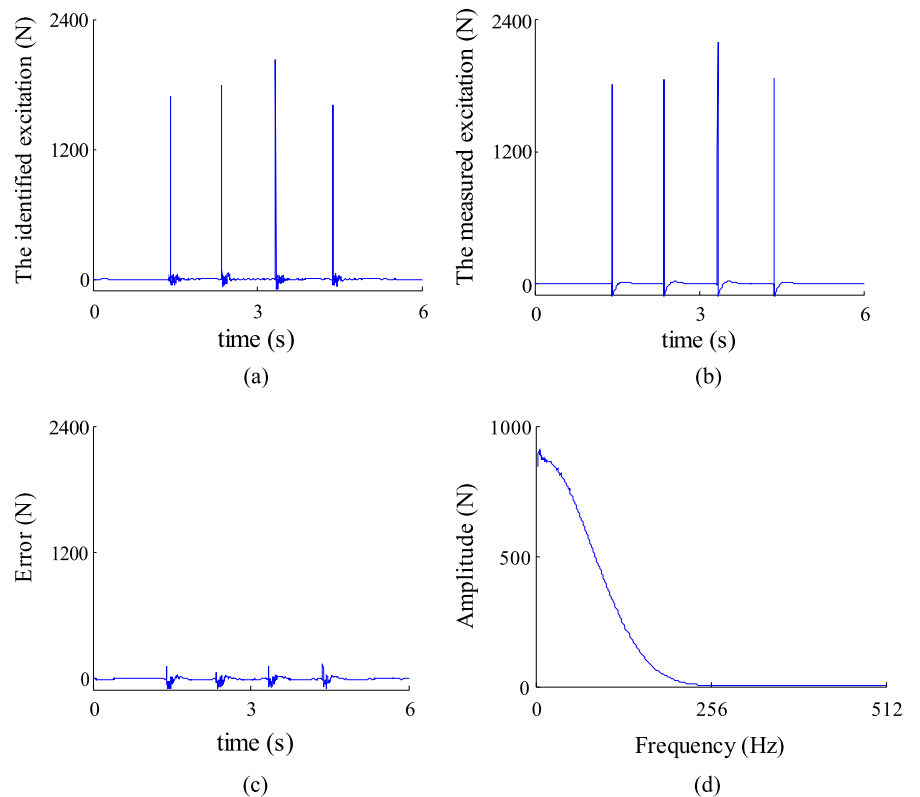 The identified excitation (N)
2400
1200
0
0
3
6
time (s)
(a)
The measured excitation (N)
2400
1200
0
0
3
6
time (s)
(b)
Error (N)
2400
1200
0
0
3
6
time (s)
(c)
Amplitude (N)
1000
500
0
0
256
512
Frequency (Hz)
(d)